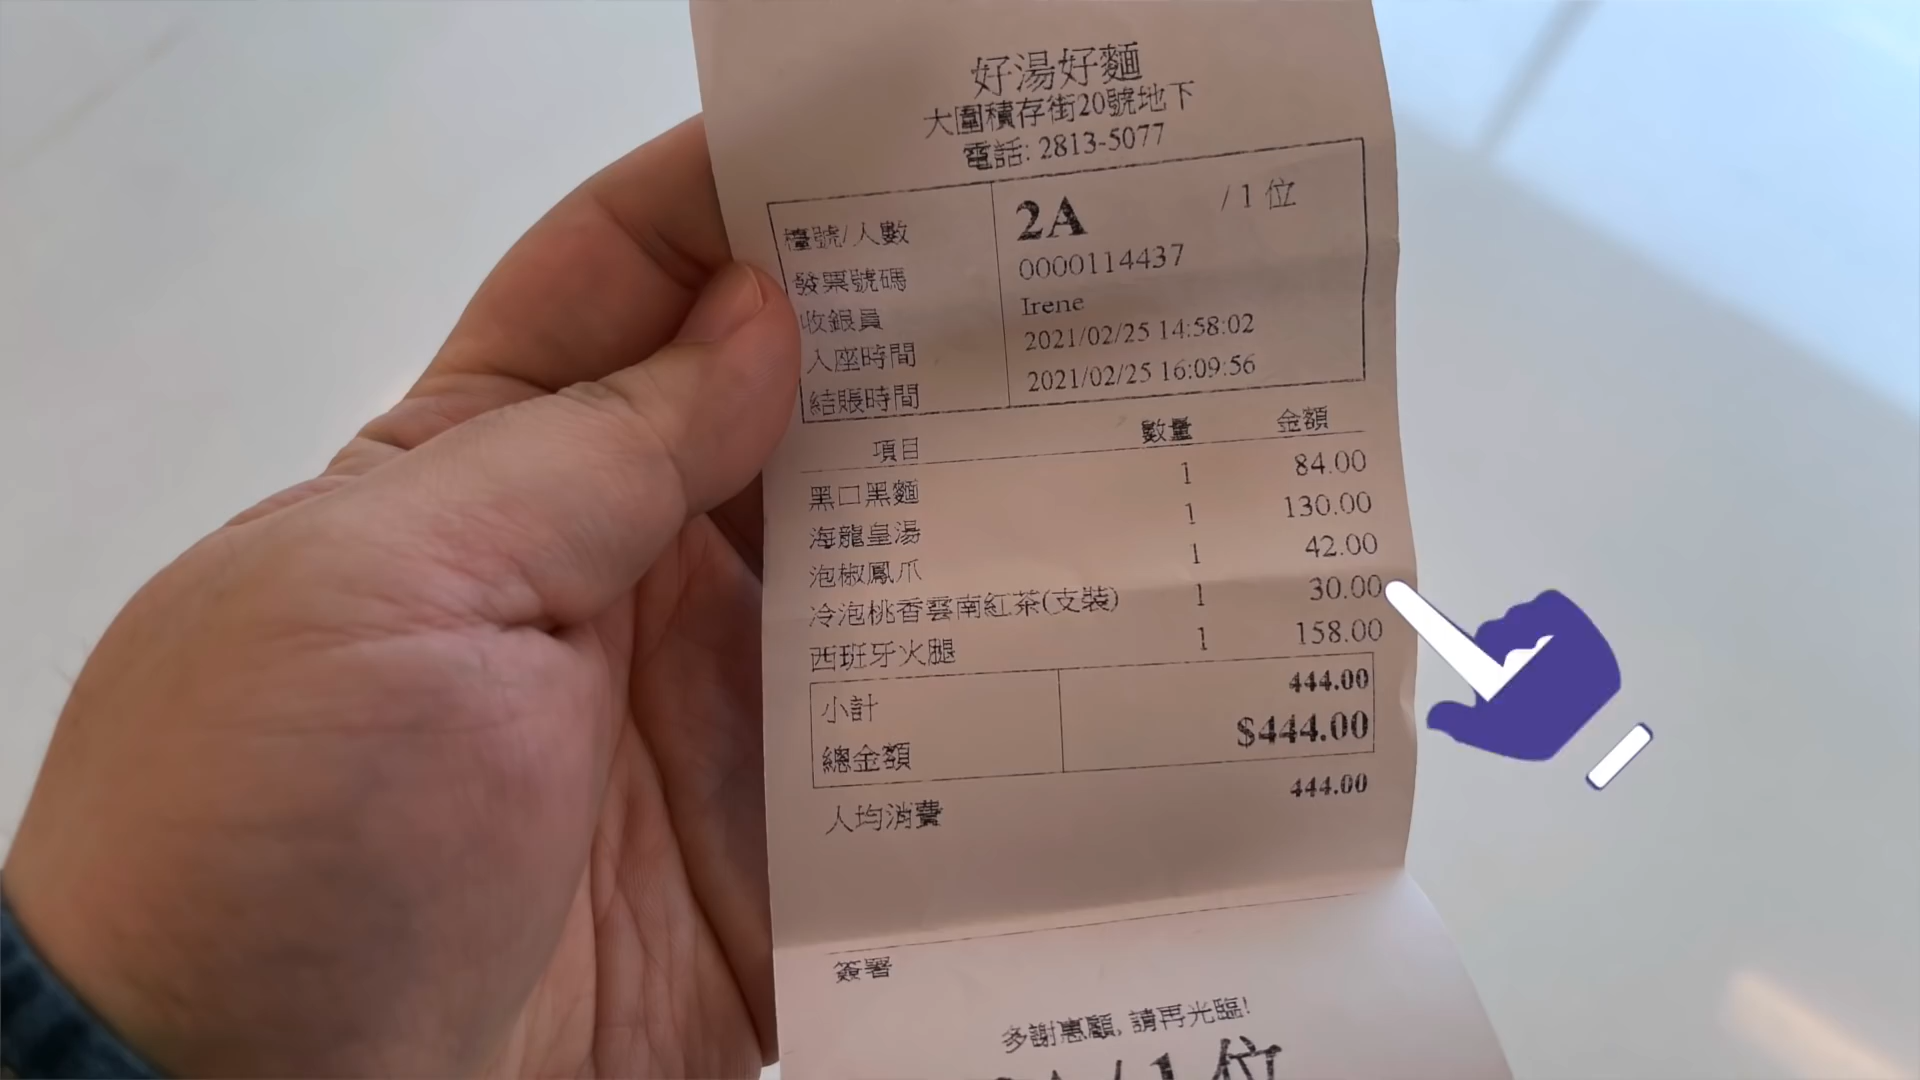 好湯好麵
大圍積存街20號地下
電話: 2813-5077
檯號/人數 2A / 1 位
發票號碼 0000114437
收銀員 Irene
入座時間 2021/02/25 14:58:02
結賬時間 2021/02/25 16:09:56
項目 數量 金額
黑口黑麵 1 84.00
海龍皇湯 1 130.00
泡椒鳳爪 1 42.00
冷泡桃香雲南紅茶(支裝) 1 30.00
西班牙火腿 1 158.00
小計 444.00
總金額 $444.00
人均消費 444.00
簽署
多謝惠顧, 請再光臨!
2A / 1 位